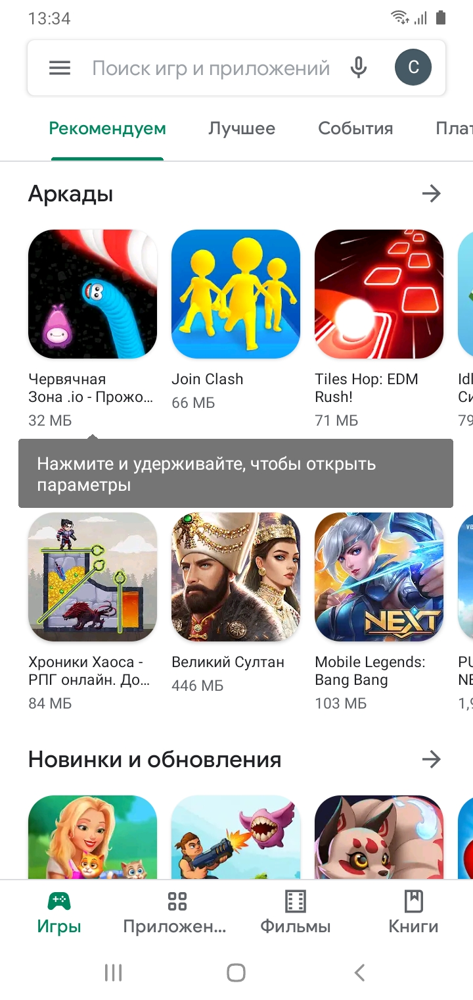 13:34
Поиск игр и приложений
C
Рекомендуем Лучшее События Плат
Аркады
Червячная
Зона .io - Прожо...
32 МБ
Join Clash
66 МБ
Tiles Hop: EDM
Rush!
71 МБ
Idl
Си
79
Нажмите и удерживайте, чтобы открыть
параметры
NEXT
Хроники Хаоса -
РПГ онлайн. До...
84 МБ
Великий Султан
446 МБ
Mobile Legends:
Bang Bang
103 МБ
PU
NE
1,9
Новинки и обновления
Игры Приложен... Фильмы Книги